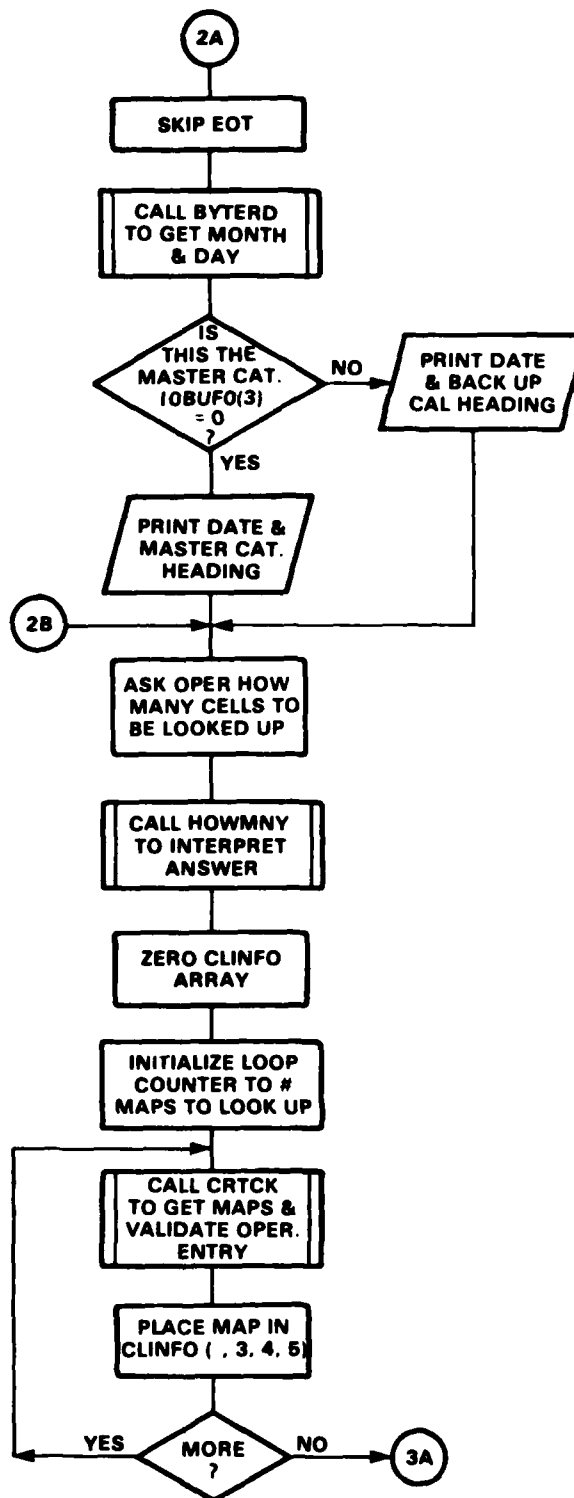 2A
SKIP EOT
CALL BYTERD
TO GET MONTH
& DAY
IS
THIS THE
MASTER CAT.
IOBUFO(3)
= 0
?
NO
PRINT DATE
& BACK UP
CAL HEADING
YES
PRINT DATE &
MASTER CAT.
HEADING
2B
ASK OPER HOW
MANY CELLS TO
BE LOOKED UP
CALL HOWMNY
TO INTERPRET
ANSWER
ZERO CLINFO
ARRAY
INITIALIZE LOOP
COUNTER TO #
MAPS TO LOOK UP
CALL CRTCK
TO GET MAPS &
VALIDATE OPER.
ENTRY
PLACE MAP IN
CLINFO ( , 3, 4, 5)
YES
MORE
?
NO
3A